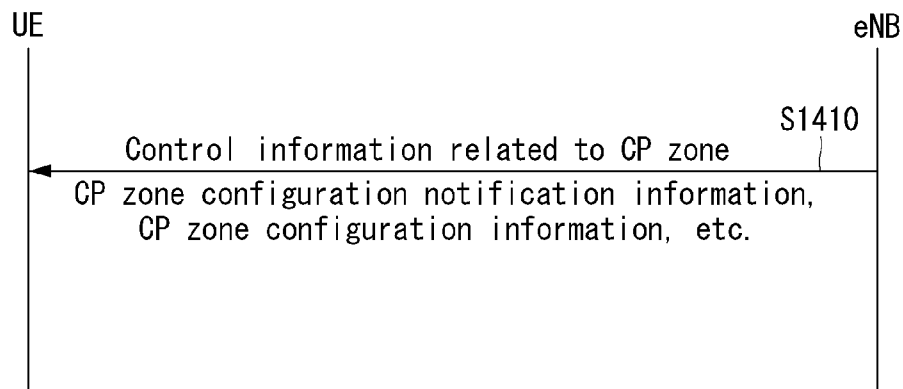 UE
eNB
S1410
Control information related to CP zone
CP zone configuration notification information,
CP zone configuration information, etc.